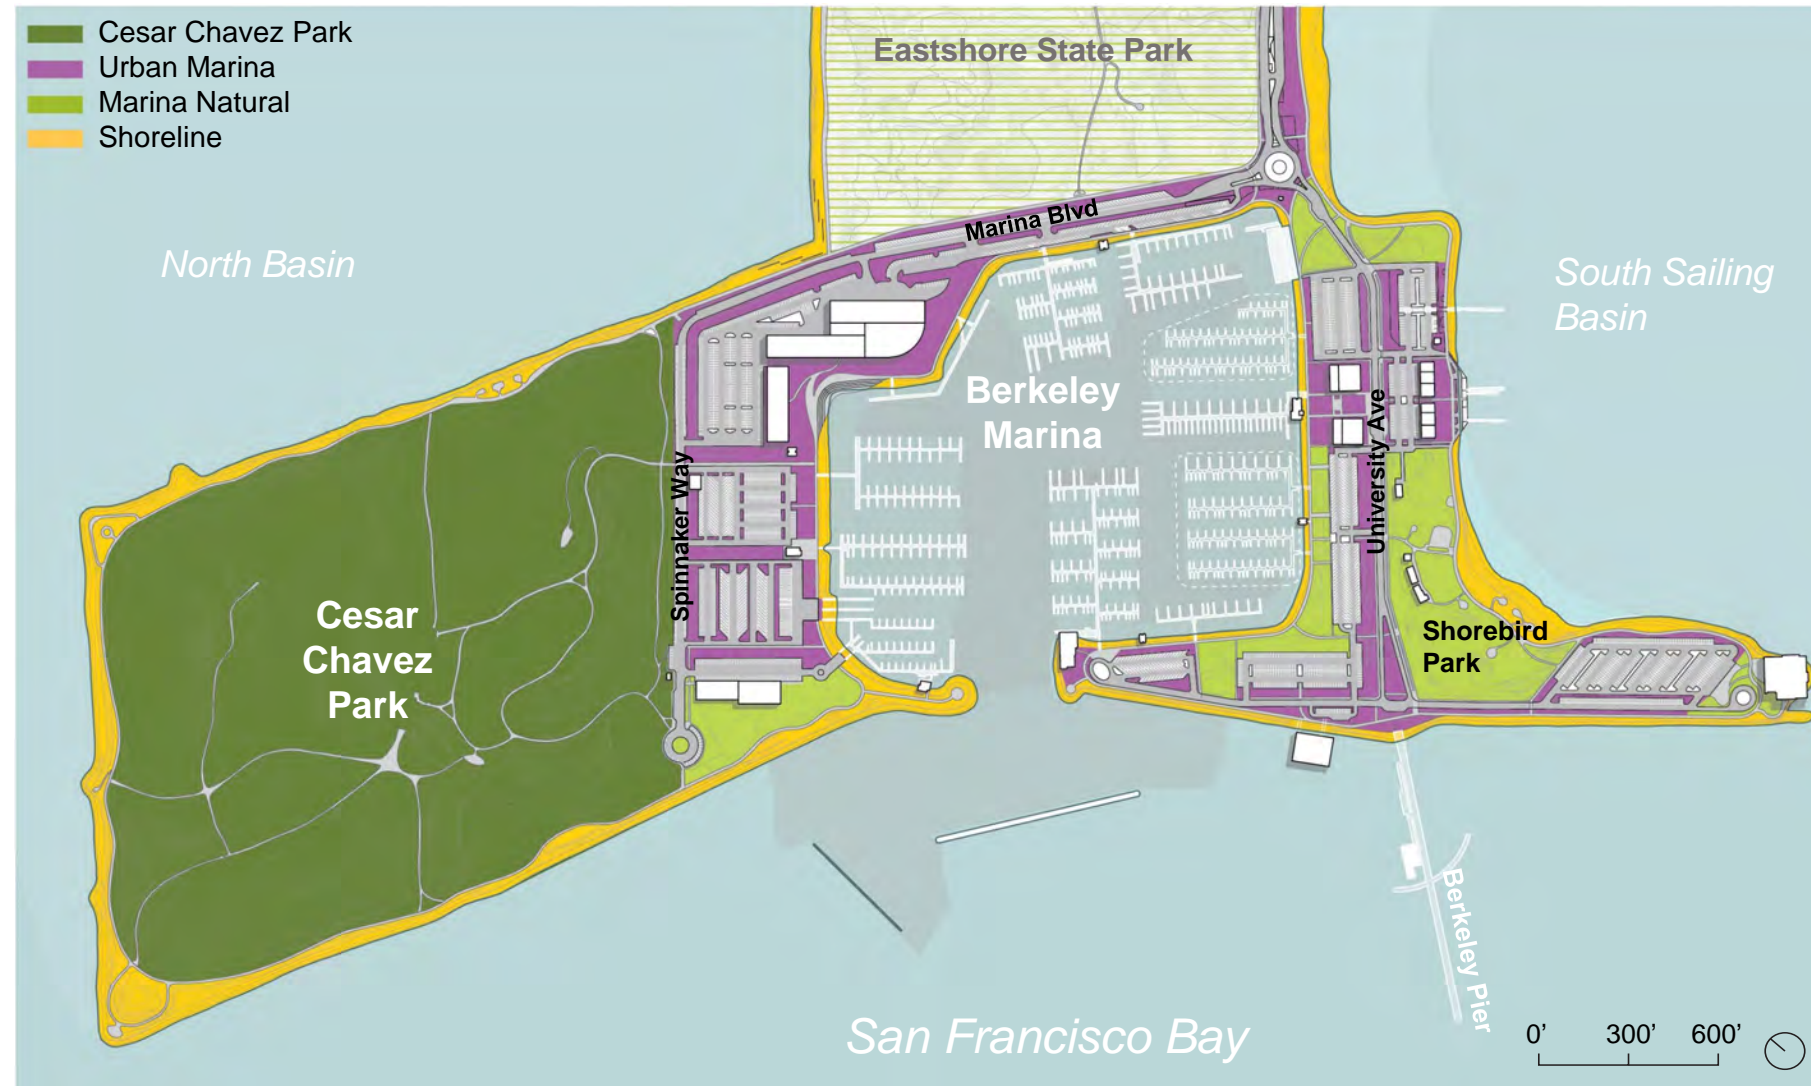 Cesar Chavez Park
Urban Marina
Marina Natural
Shoreline
Eastshore State Park
Marina Blvd
North Basin
South Sailing
Basin
Berkeley
Marina
University Ave
Spinnaker Way
Cesar
Chavez
Park
Shorebird
Park
Berkeley Pier
San Francisco Bay
0' 300' 600'